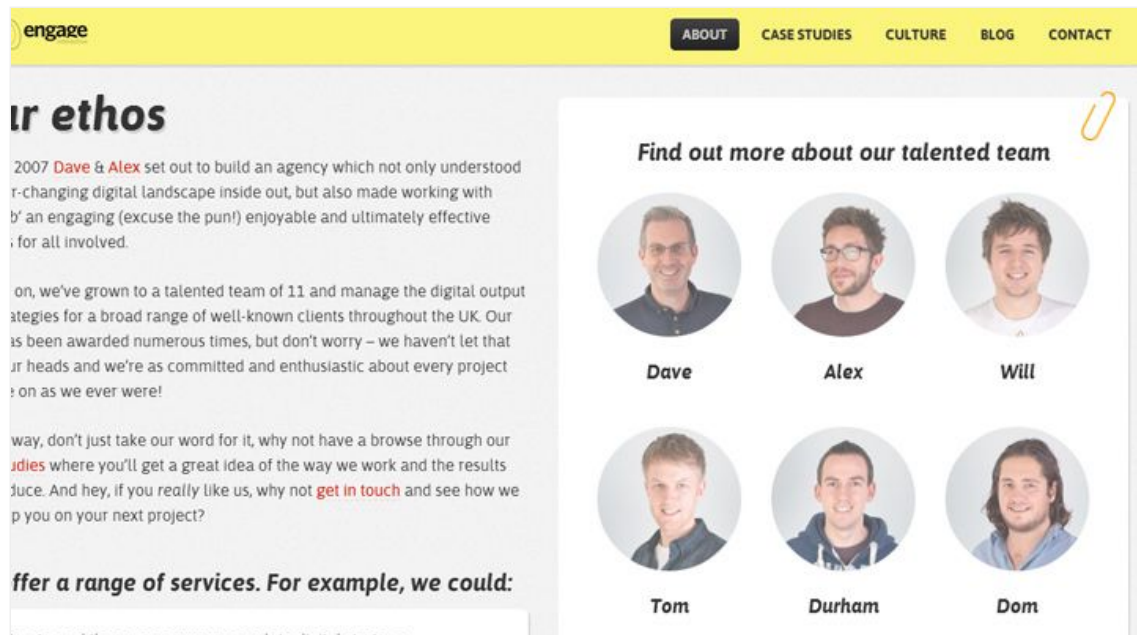 engage
ABOUT CASE STUDIES CULTURE BLOG CONTACT
ur ethos
2007 Dave & Alex set out to build an agency which not only understood
r-changing digital landscape inside out, but also made working with
b' an engaging (excuse the pun!) enjoyable and ultimately effective
s for all involved.
on, we've grown to a talented team of 11 and manage the digital output
ategies for a broad range of well-known clients throughout the UK. Our
as been awarded numerous times, but don't worry – we haven't let that
ur heads and we're as committed and enthusiastic about every project
e on as we ever were!
way, don't just take our word for it, why not have a browse through our
udies where you'll get a great idea of the way we work and the results
duce. And hey, if you really like us, why not get in touch and see how we
p you on your next project?
ffer a range of services. For example, we could:
Find out more about our talented team
Dave Alex Will
Tom Durham Dom